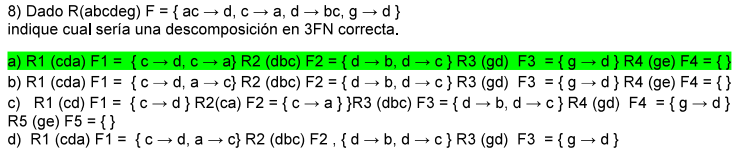 8) Dado R(abcdeg) F = { ac → d, c → a, d → bc, g → d }
indique cual sería una descomposición en 3FN correcta.
a) R1 (cda) F1 = { c → d, c → a} R2 (dbc) F2 = { d → b, d → c } R3 (gd) F3 = { g → d } R4 (ge) F4 = { }
b) R1 (cda) F1 = { c → d, a → c} R2 (dbc) F2 = { d → b, d → c } R3 (gd) F3 = { g → d } R4 (ge) F4 = { }
c) R1 (cd) F1 = { c → d } R2(ca) F2 = { c → a } }R3 (dbc) F3 = { d → b, d → c } R4 (gd) F4 = { g → d }
R5 (ge) F5 = { }
d) R1 (cda) F1 = { c → d, a → c} R2 (dbc) F2 , { d → b, d → c } R3 (gd) F3 = { g → d }